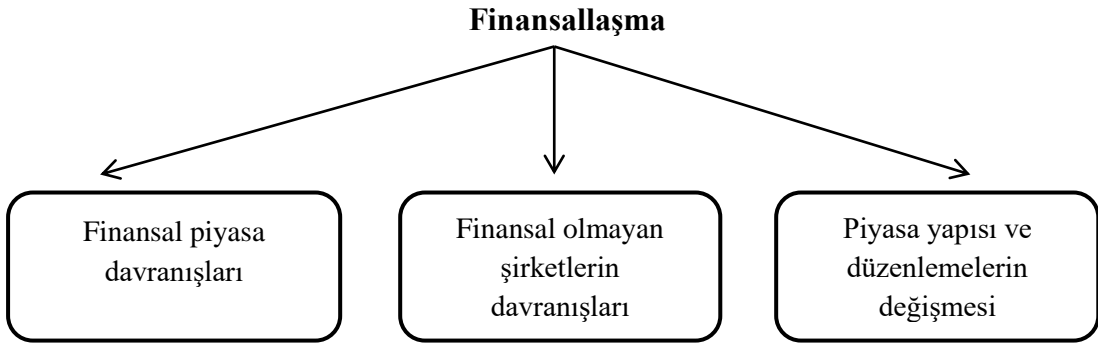 Finansallaşma
Finansal piyasa
davranışları
Finansal olmayan
şirketlerin
davranışları
Piyasa yapısı ve
düzenlemelerin
değişmesi